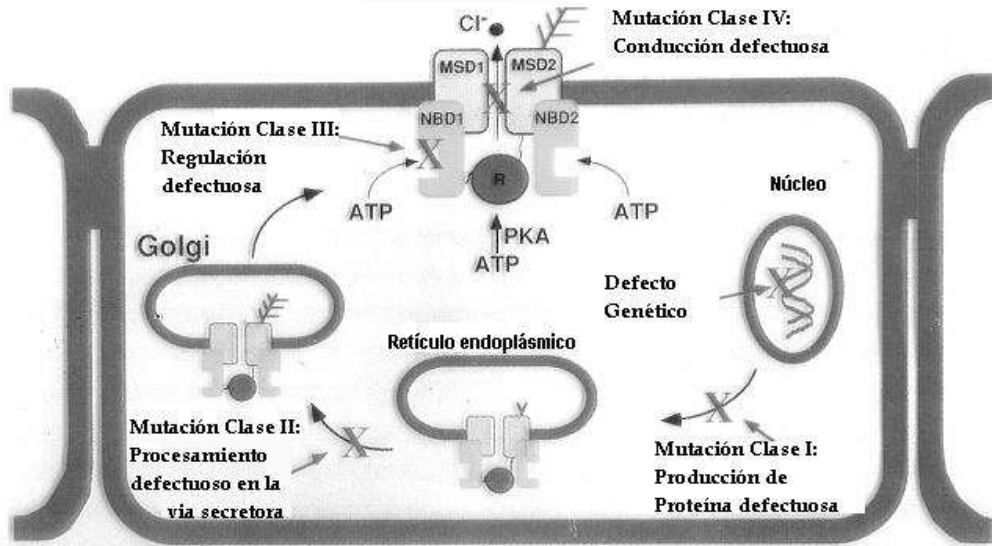 Cl⁻
Mutación Clase IV:
Conducción defectuosa
MSD1
MSD2
Mutación Clase III:
Regulación
defectuosa
NBD1
NBD2
R
ATP
ATP
PKA
ATP
Núcleo
Golgi
Defecto
Genético
Retículo endoplásmico
Mutación Clase II:
Procesamiento
defectuoso en la
via secretora
Mutación Clase I:
Producción de
Proteína defectuosa